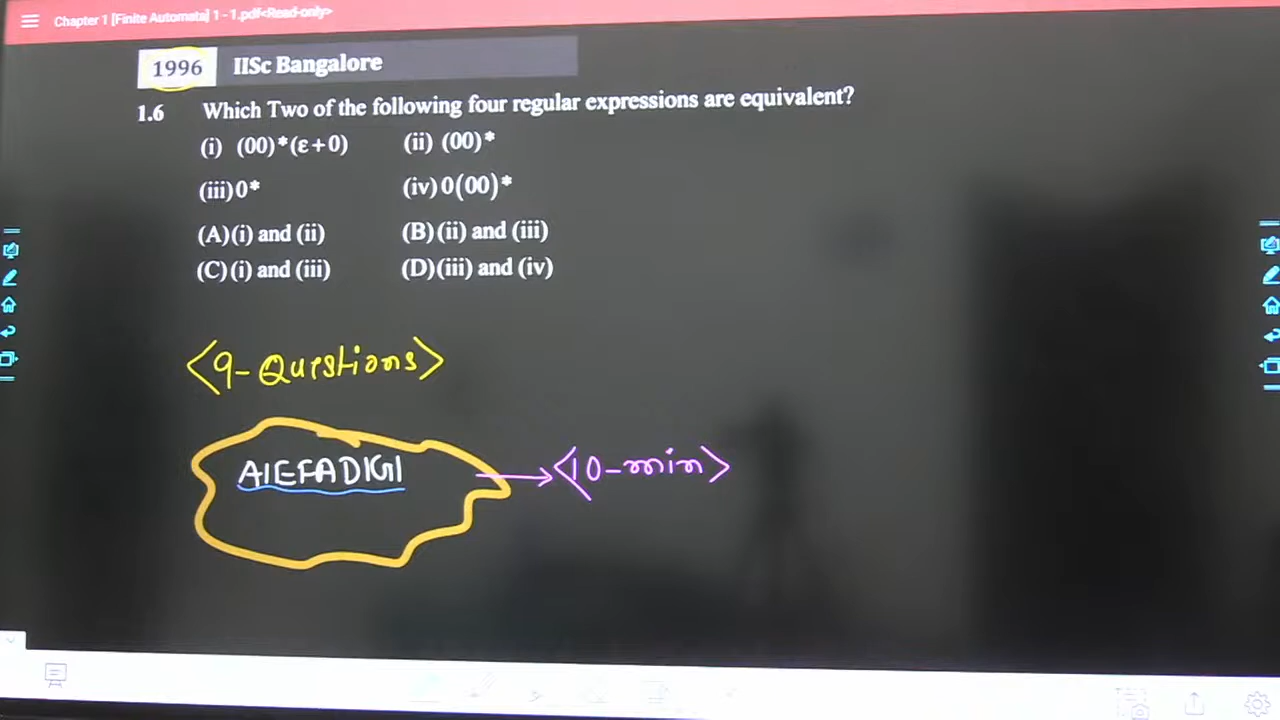 Chapter 1 [Finite Automata] 1 - 1.pdf<Read-only>
1996 IISc Bangalore
1.6 Which Two of the following four regular expressions are equivalent?
(i) (00)*(ε+0) (ii) (00)*
(iii) 0* (iv) 0(00)*
(A) (i) and (ii) (B) (ii) and (iii)
(C) (i) and (iii) (D) (iii) and (iv)
<9-Questions>
AIEFADIGI → <10-min>